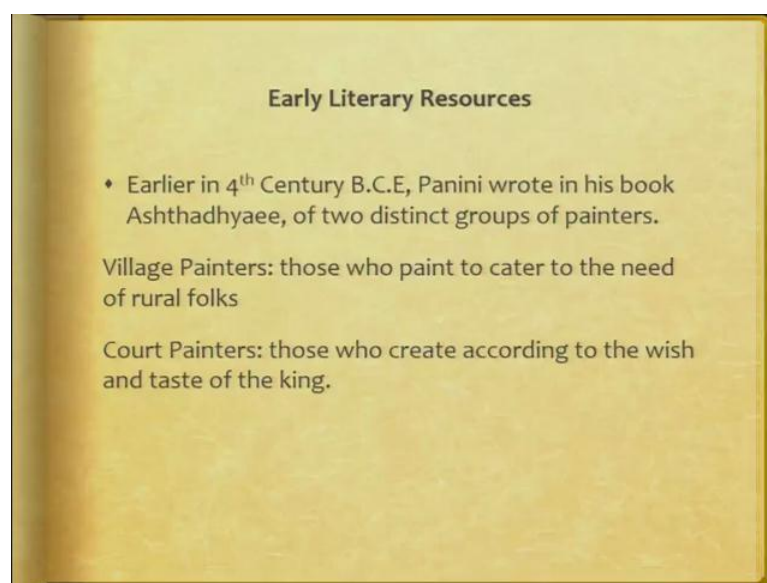 Early Literary Resources
• Earlier in 4th Century B.C.E, Panini wrote in his book
Ashthadhyaee, of two distinct groups of painters.
Village Painters: those who paint to cater to the need
of rural folks
Court Painters: those who create according to the wish
and taste of the king.